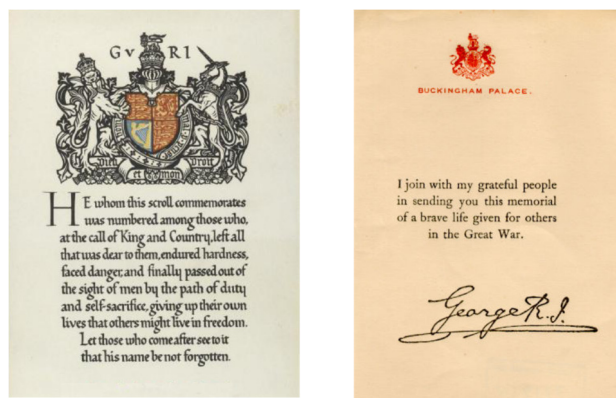 G V R I
Dieu et mon Droit
HE whom this scroll commemorates
was numbered among those who,
at the call of King and Country, left all
that was dear to them, endured hardness,
faced danger, and finally passed out of
the sight of men by the path of duty
and self-sacrifice, giving up their own
lives that others might live in freedom.
Let those who come after see to it
that his name be not forgotten.
BUCKINGHAM PALACE.
I join with my grateful people
in sending you this memorial
of a brave life given for others
in the Great War.
George R.I.